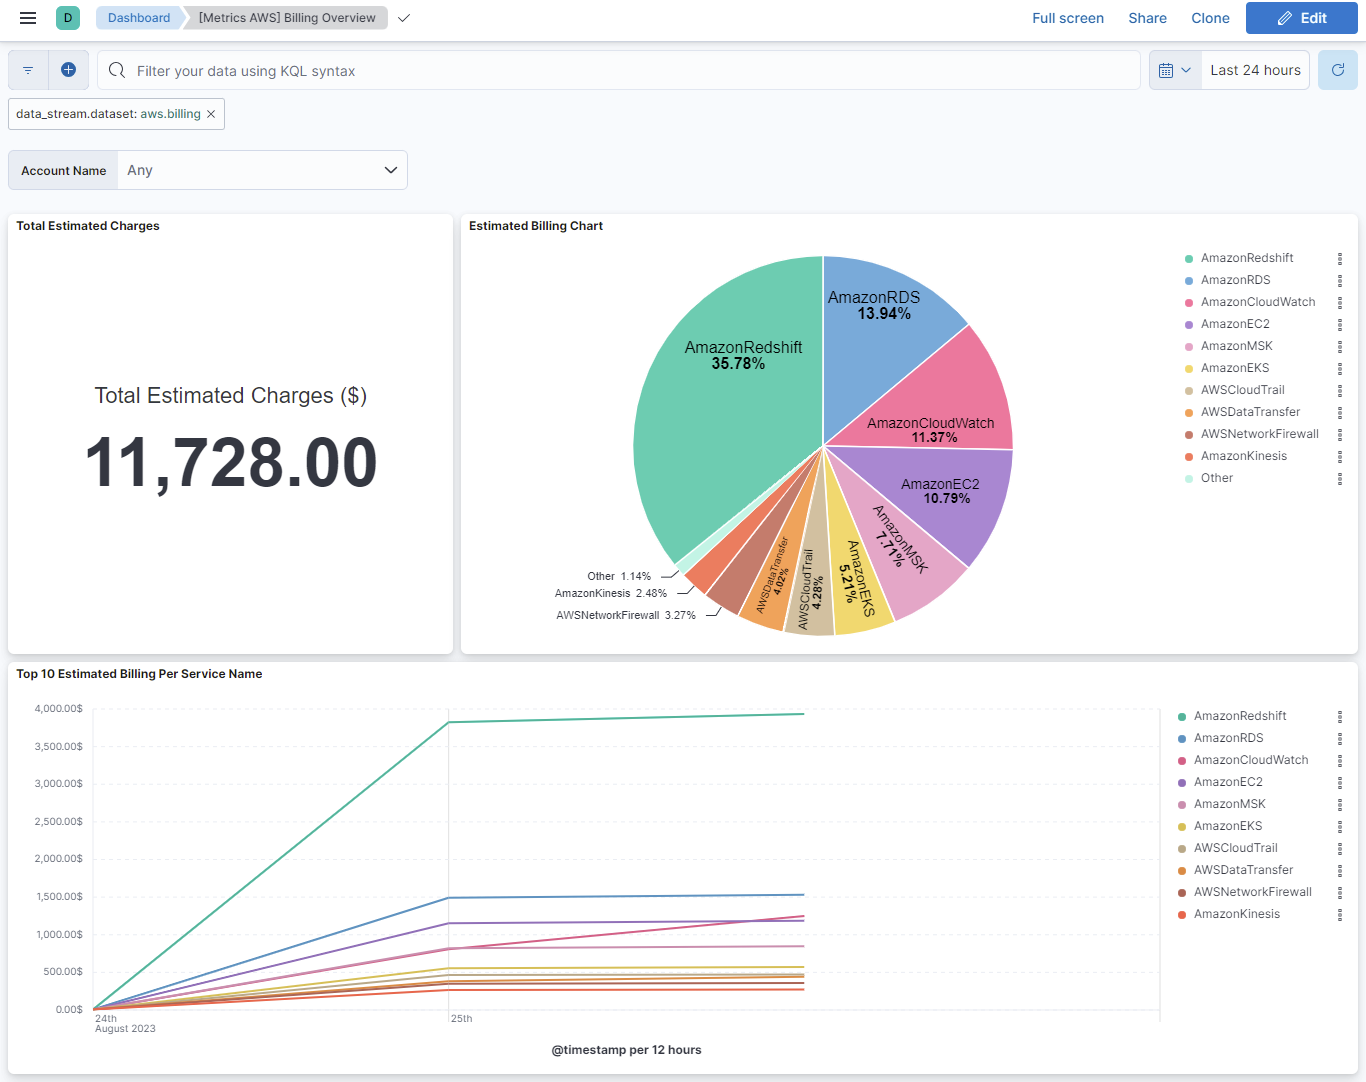 D
Dashboard
[Metrics AWS] Billing Overview
Full screen
Share
Clone
Edit
Filter your data using KQL syntax
Last 24 hours
data_stream.dataset: aws.billing ×
Account Name
Any
Total Estimated Charges
Total Estimated Charges ($)
11,728.00
Estimated Billing Chart
AmazonRDS
13.94%
AmazonRedshift
35.78%
AmazonCloudWatch
11.37%
AmazonEC2
10.79%
AmazonMSK
7.71%
AmazonEKS
5.21%
AWSCloudTrail
4.28%
AWSDataTransfer
4.02%
Other 1.14%
AmazonKinesis 2.48%
AWSNetworkFirewall 3.27%
AmazonRedshift
AmazonRDS
AmazonCloudWatch
AmazonEC2
AmazonMSK
AmazonEKS
AWSCloudTrail
AWSDataTransfer
AWSNetworkFirewall
AmazonKinesis
Other
Top 10 Estimated Billing Per Service Name
4,000.00$
3,500.00$
3,000.00$
2,500.00$
2,000.00$
1,500.00$
1,000.00$
500.00$
0.00$
24th
August 2023
25th
@timestamp per 12 hours
AmazonRedshift
AmazonRDS
AmazonCloudWatch
AmazonEC2
AmazonMSK
AmazonEKS
AWSCloudTrail
AWSDataTransfer
AWSNetworkFirewall
AmazonKinesis